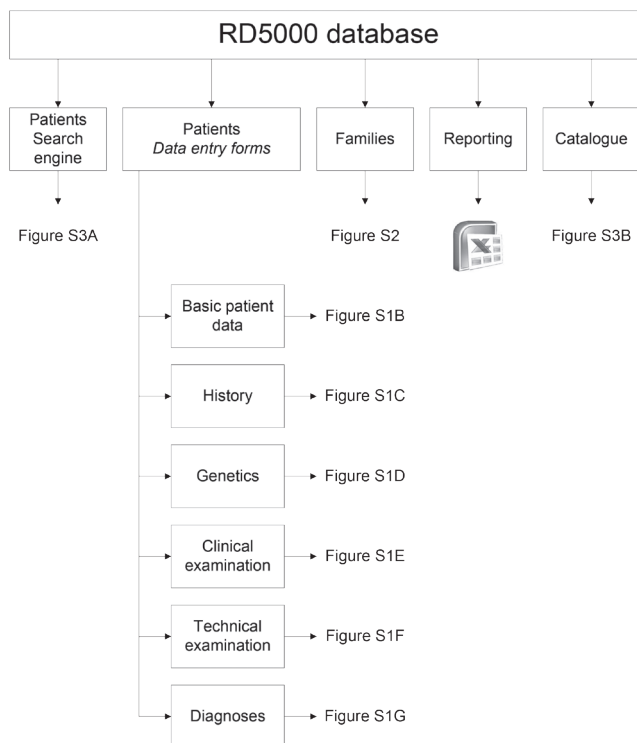 RD5000 database
Patients
Search
engine
Patients
Data entry forms
Families
Reporting
Catalogue
Figure S3A
Figure S2
X
Figure S3B
Basic patient
data
Figure S1B
History
Figure S1C
Genetics
Figure S1D
Clinical
examination
Figure S1E
Technical
examination
Figure S1F
Diagnoses
Figure S1G